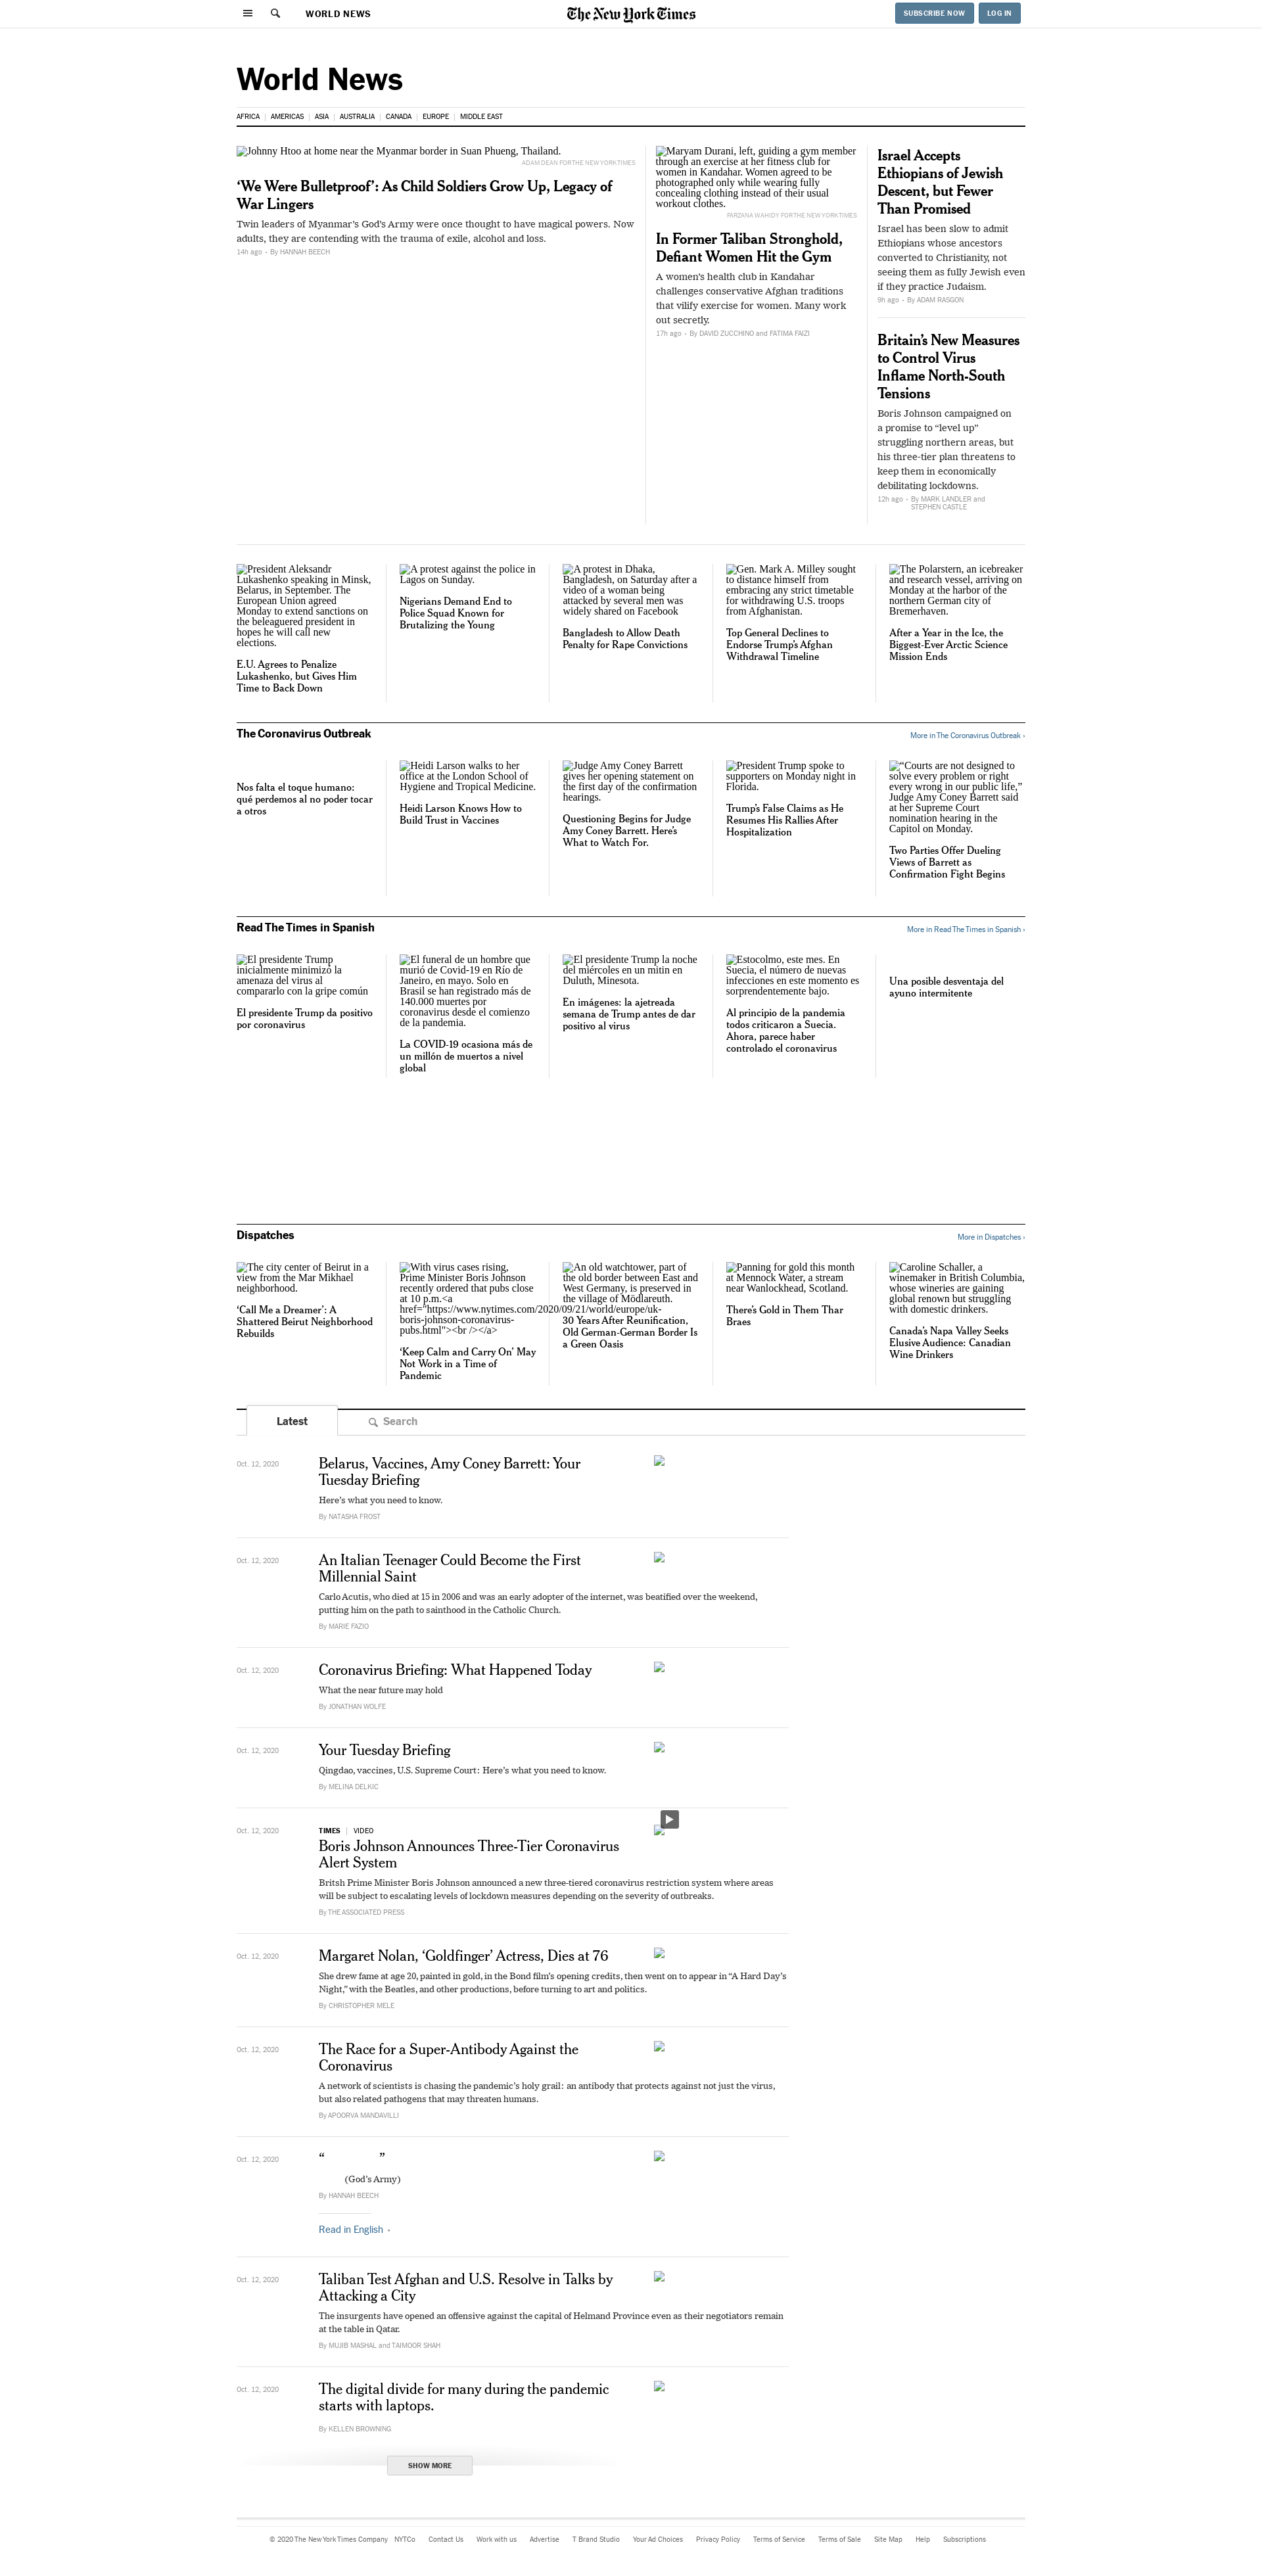 WORLD NEWS
The New York Times
SUBSCRIBE NOW
LOG IN
World News
AFRICA
AMERICAS
ASIA
AUSTRALIA
CANADA
EUROPE
MIDDLE EAST
Johnny Htoo at home near the Myanmar border in Suan Phueng, Thailand.
ADAM DEAN FOR THE NEW YORK TIMES
‘We Were Bulletproof’: As Child Soldiers Grow Up, Legacy of
War Lingers
Twin leaders of Myanmar’s God’s Army were once thought to have magical powers. Now
adults, they are contending with the trauma of exile, alcohol and loss.
14h ago • By HANNAH BEECH
Maryam Durani, left, guiding a gym member
through an exercise at her fitness club for
women in Kandahar. Women agreed to be
photographed only while wearing fully
concealing clothing instead of their usual
workout clothes.
FARZANA WAHIDY FOR THE NEW YORK TIMES
In Former Taliban Stronghold,
Defiant Women Hit the Gym
A women’s health club in Kandahar
challenges conservative Afghan traditions
that vilify exercise for women. Many work
out secretly.
17h ago • By DAVID ZUCCHINO and FATIMA FAIZI
Israel Accepts
Ethiopians of Jewish
Descent, but Fewer
Than Promised
Israel has been slow to admit
Ethiopians whose ancestors
converted to Christianity, not
seeing them as fully Jewish even
if they practice Judaism.
9h ago • By ADAM RASGON
Britain’s New Measures
to Control Virus
Inflame North-South
Tensions
Boris Johnson campaigned on
a promise to “level up”
struggling northern areas, but
his three-tier plan threatens to
keep them in economically
debilitating lockdowns.
12h ago • By MARK LANDLER and
STEPHEN CASTLE
President Aleksandr
Lukashenko speaking in Minsk,
Belarus, in September. The
European Union agreed
Monday to extend sanctions on
the beleaguered president in
hopes he will call new
elections.
E.U. Agrees to Penalize
Lukashenko, but Gives Him
Time to Back Down
A protest against the police in
Lagos on Sunday.
Nigerians Demand End to
Police Squad Known for
Brutalizing the Young
A protest in Dhaka,
Bangladesh, on Saturday after a
video of a woman being
attacked by several men was
widely shared on Facebook
Bangladesh to Allow Death
Penalty for Rape Convictions
Gen. Mark A. Milley sought
to distance himself from
embracing any strict timetable
for withdrawing U.S. troops
from Afghanistan.
Top General Declines to
Endorse Trump’s Afghan
Withdrawal Timeline
The Polarstern, an icebreaker
and research vessel, arriving on
Monday at the harbor of the
northern German city of
Bremerhaven.
After a Year in the Ice, the
Biggest-Ever Arctic Science
Mission Ends
The Coronavirus Outbreak
More in The Coronavirus Outbreak ›
Nos falta el toque humano:
qué perdemos al no poder tocar
a otros
Heidi Larson walks to her
office at the London School of
Hygiene and Tropical Medicine.
Heidi Larson Knows How to
Build Trust in Vaccines
Judge Amy Coney Barrett
gives her opening statement on
the first day of the confirmation
hearings.
Questioning Begins for Judge
Amy Coney Barrett. Here’s
What to Watch For.
President Trump spoke to
supporters on Monday night in
Florida.
Trump’s False Claims as He
Resumes His Rallies After
Hospitalization
“Courts are not designed to
solve every problem or right
every wrong in our public life,”
Judge Amy Coney Barrett said
at her Supreme Court
nomination hearing in the
Capitol on Monday.
Two Parties Offer Dueling
Views of Barrett as
Confirmation Fight Begins
Read The Times in Spanish
More in Read The Times in Spanish ›
El presidente Trump
inicialmente minimizó la
amenaza del virus al
compararlo con la gripe común
El presidente Trump da positivo
por coronavirus
El funeral de un hombre que
murió de Covid-19 en Río de
Janeiro, en mayo. Solo en
Brasil se han registrado más de
140.000 muertes por
coronavirus desde el comienzo
de la pandemia.
La COVID-19 ocasiona más de
un millón de muertos a nivel
global
El presidente Trump la noche
del miércoles en un mitin en
Duluth, Minesota.
En imágenes: la ajetreada
semana de Trump antes de dar
positivo al virus
Estocolmo, este mes. En
Suecia, el número de nuevas
infecciones en este momento es
sorprendentemente bajo.
Al principio de la pandemia
todos criticaron a Suecia.
Ahora, parece haber
controlado el coronavirus
Una posible desventaja del
ayuno intermitente
Dispatches
More in Dispatches ›
The city center of Beirut in a
view from the Mar Mikhael
neighborhood.
‘Call Me a Dreamer’: A
Shattered Beirut Neighborhood
Rebuilds
With virus cases rising,
Prime Minister Boris Johnson
recently ordered that pubs close
at 10 p.m.<a
href="https://www.nytimes.com/2020/09/21/world/europe/uk-
boris-johnson-coronavirus-
pubs.html"><br /></a>
‘Keep Calm and Carry On’ May
Not Work in a Time of
Pandemic
An old watchtower, part of
the old border between East and
West Germany, is preserved in
the village of Mödlareuth.
30 Years After Reunification,
Old German-German Border Is
a Green Oasis
Panning for gold this month
at Mennock Water, a stream
near Wanlockhead, Scotland.
There’s Gold in Them Thar
Braes
Caroline Schaller, a
winemaker in British Columbia,
whose wineries are gaining
global renown but struggling
with domestic drinkers.
Canada’s Napa Valley Seeks
Elusive Audience: Canadian
Wine Drinkers
Latest
Search
Oct. 12, 2020
Belarus, Vaccines, Amy Coney Barrett: Your
Tuesday Briefing
Here’s what you need to know.
By NATASHA FROST
Oct. 12, 2020
An Italian Teenager Could Become the First
Millennial Saint
Carlo Acutis, who died at 15 in 2006 and was an early adopter of the internet, was beatified over the weekend,
putting him on the path to sainthood in the Catholic Church.
By MARIE FAZIO
Oct. 12, 2020
Coronavirus Briefing: What Happened Today
What the near future may hold
By JONATHAN WOLFE
Oct. 12, 2020
Your Tuesday Briefing
Qingdao, vaccines, U.S. Supreme Court: Here’s what you need to know.
By MELINA DELKIC
Oct. 12, 2020
TIMES | VIDEO
Boris Johnson Announces Three-Tier Coronavirus
Alert System
Britsh Prime Minister Boris Johnson announced a new three-tiered coronavirus restriction system where areas
will be subject to escalating levels of lockdown measures depending on the severity of outbreaks.
By THE ASSOCIATED PRESS
Oct. 12, 2020
Margaret Nolan, ‘Goldfinger’ Actress, Dies at 76
She drew fame at age 20, painted in gold, in the Bond film’s opening credits, then went on to appear in “A Hard Day’s
Night,” with the Beatles, and other productions, before turning to art and politics.
By CHRISTOPHER MELE
Oct. 12, 2020
The Race for a Super-Antibody Against the
Coronavirus
A network of scientists is chasing the pandemic’s holy grail: an antibody that protects against not just the virus,
but also related pathogens that may threaten humans.
By APOORVA MANDAVILLI
Oct. 12, 2020
“ ”
(God’s Army)
By HANNAH BEECH
Read in English
Oct. 12, 2020
Taliban Test Afghan and U.S. Resolve in Talks by
Attacking a City
The insurgents have opened an offensive against the capital of Helmand Province even as their negotiators remain
at the table in Qatar.
By MUJIB MASHAL and TAIMOOR SHAH
Oct. 12, 2020
The digital divide for many during the pandemic
starts with laptops.
By KELLEN BROWNING
SHOW MORE
© 2020 The New York Times Company NYTCo Contact Us Work with us Advertise T Brand Studio Your Ad Choices Privacy Policy Terms of Service Terms of Sale Site Map Help Subscriptions